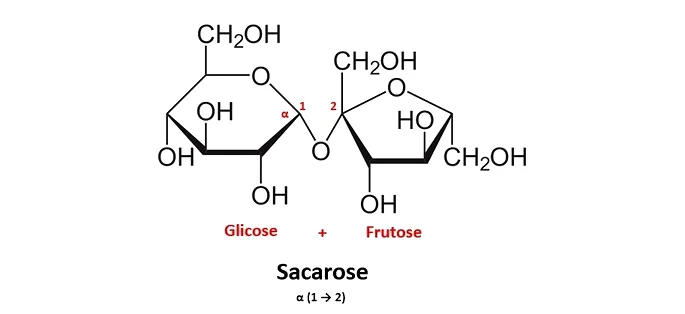 CH₂OH
O
CH₂OH
O
OH
α 1
2
HO
OH
O
CH₂OH
OH
OH
Glicose + Frutose
Sacarose
α (1 → 2)